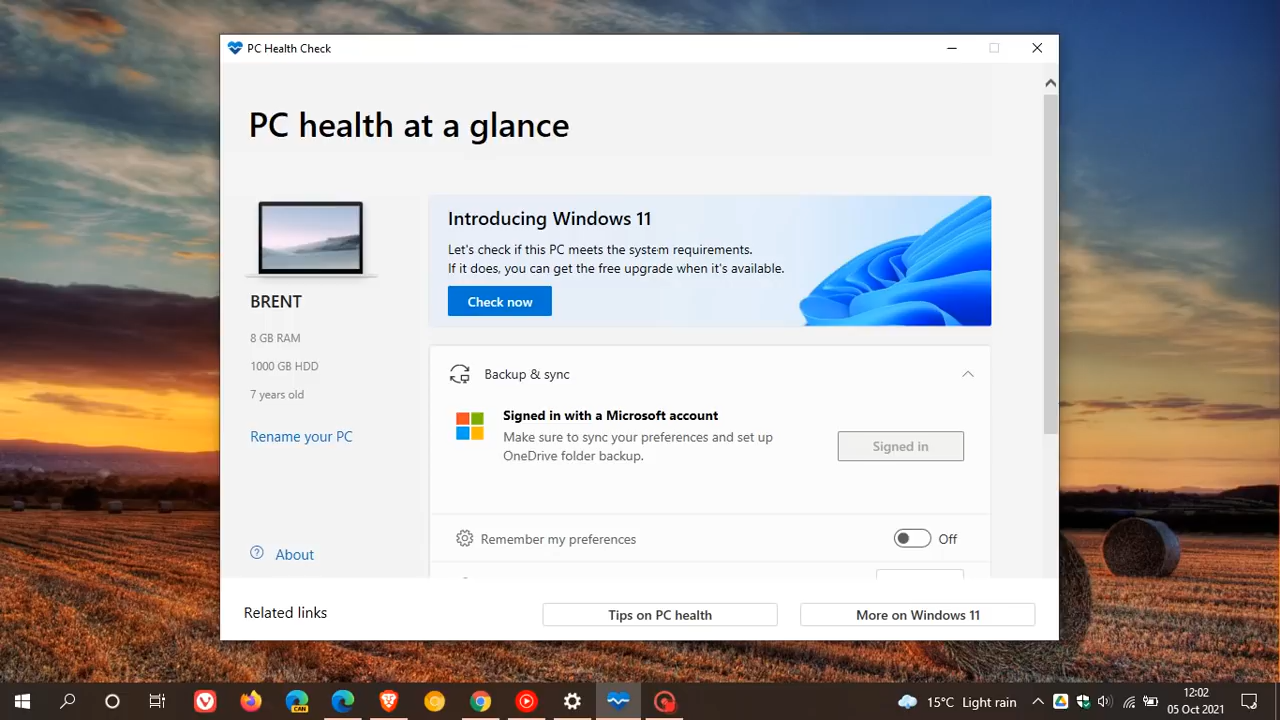 PC Health Check
PC health at a glance
BRENT
8 GB RAM
1000 GB HDD
7 years old
Rename your PC
About
Introducing Windows 11
Let's check if this PC meets the system requirements.
If it does, you can get the free upgrade when it's available.
Check now
Backup & sync
Signed in with a Microsoft account
Make sure to sync your preferences and set up
OneDrive folder backup.
Signed in
Remember my preferences
Off
Related links
Tips on PC health
More on Windows 11
CAN
15°C Light rain
12:02
05 Oct 2021